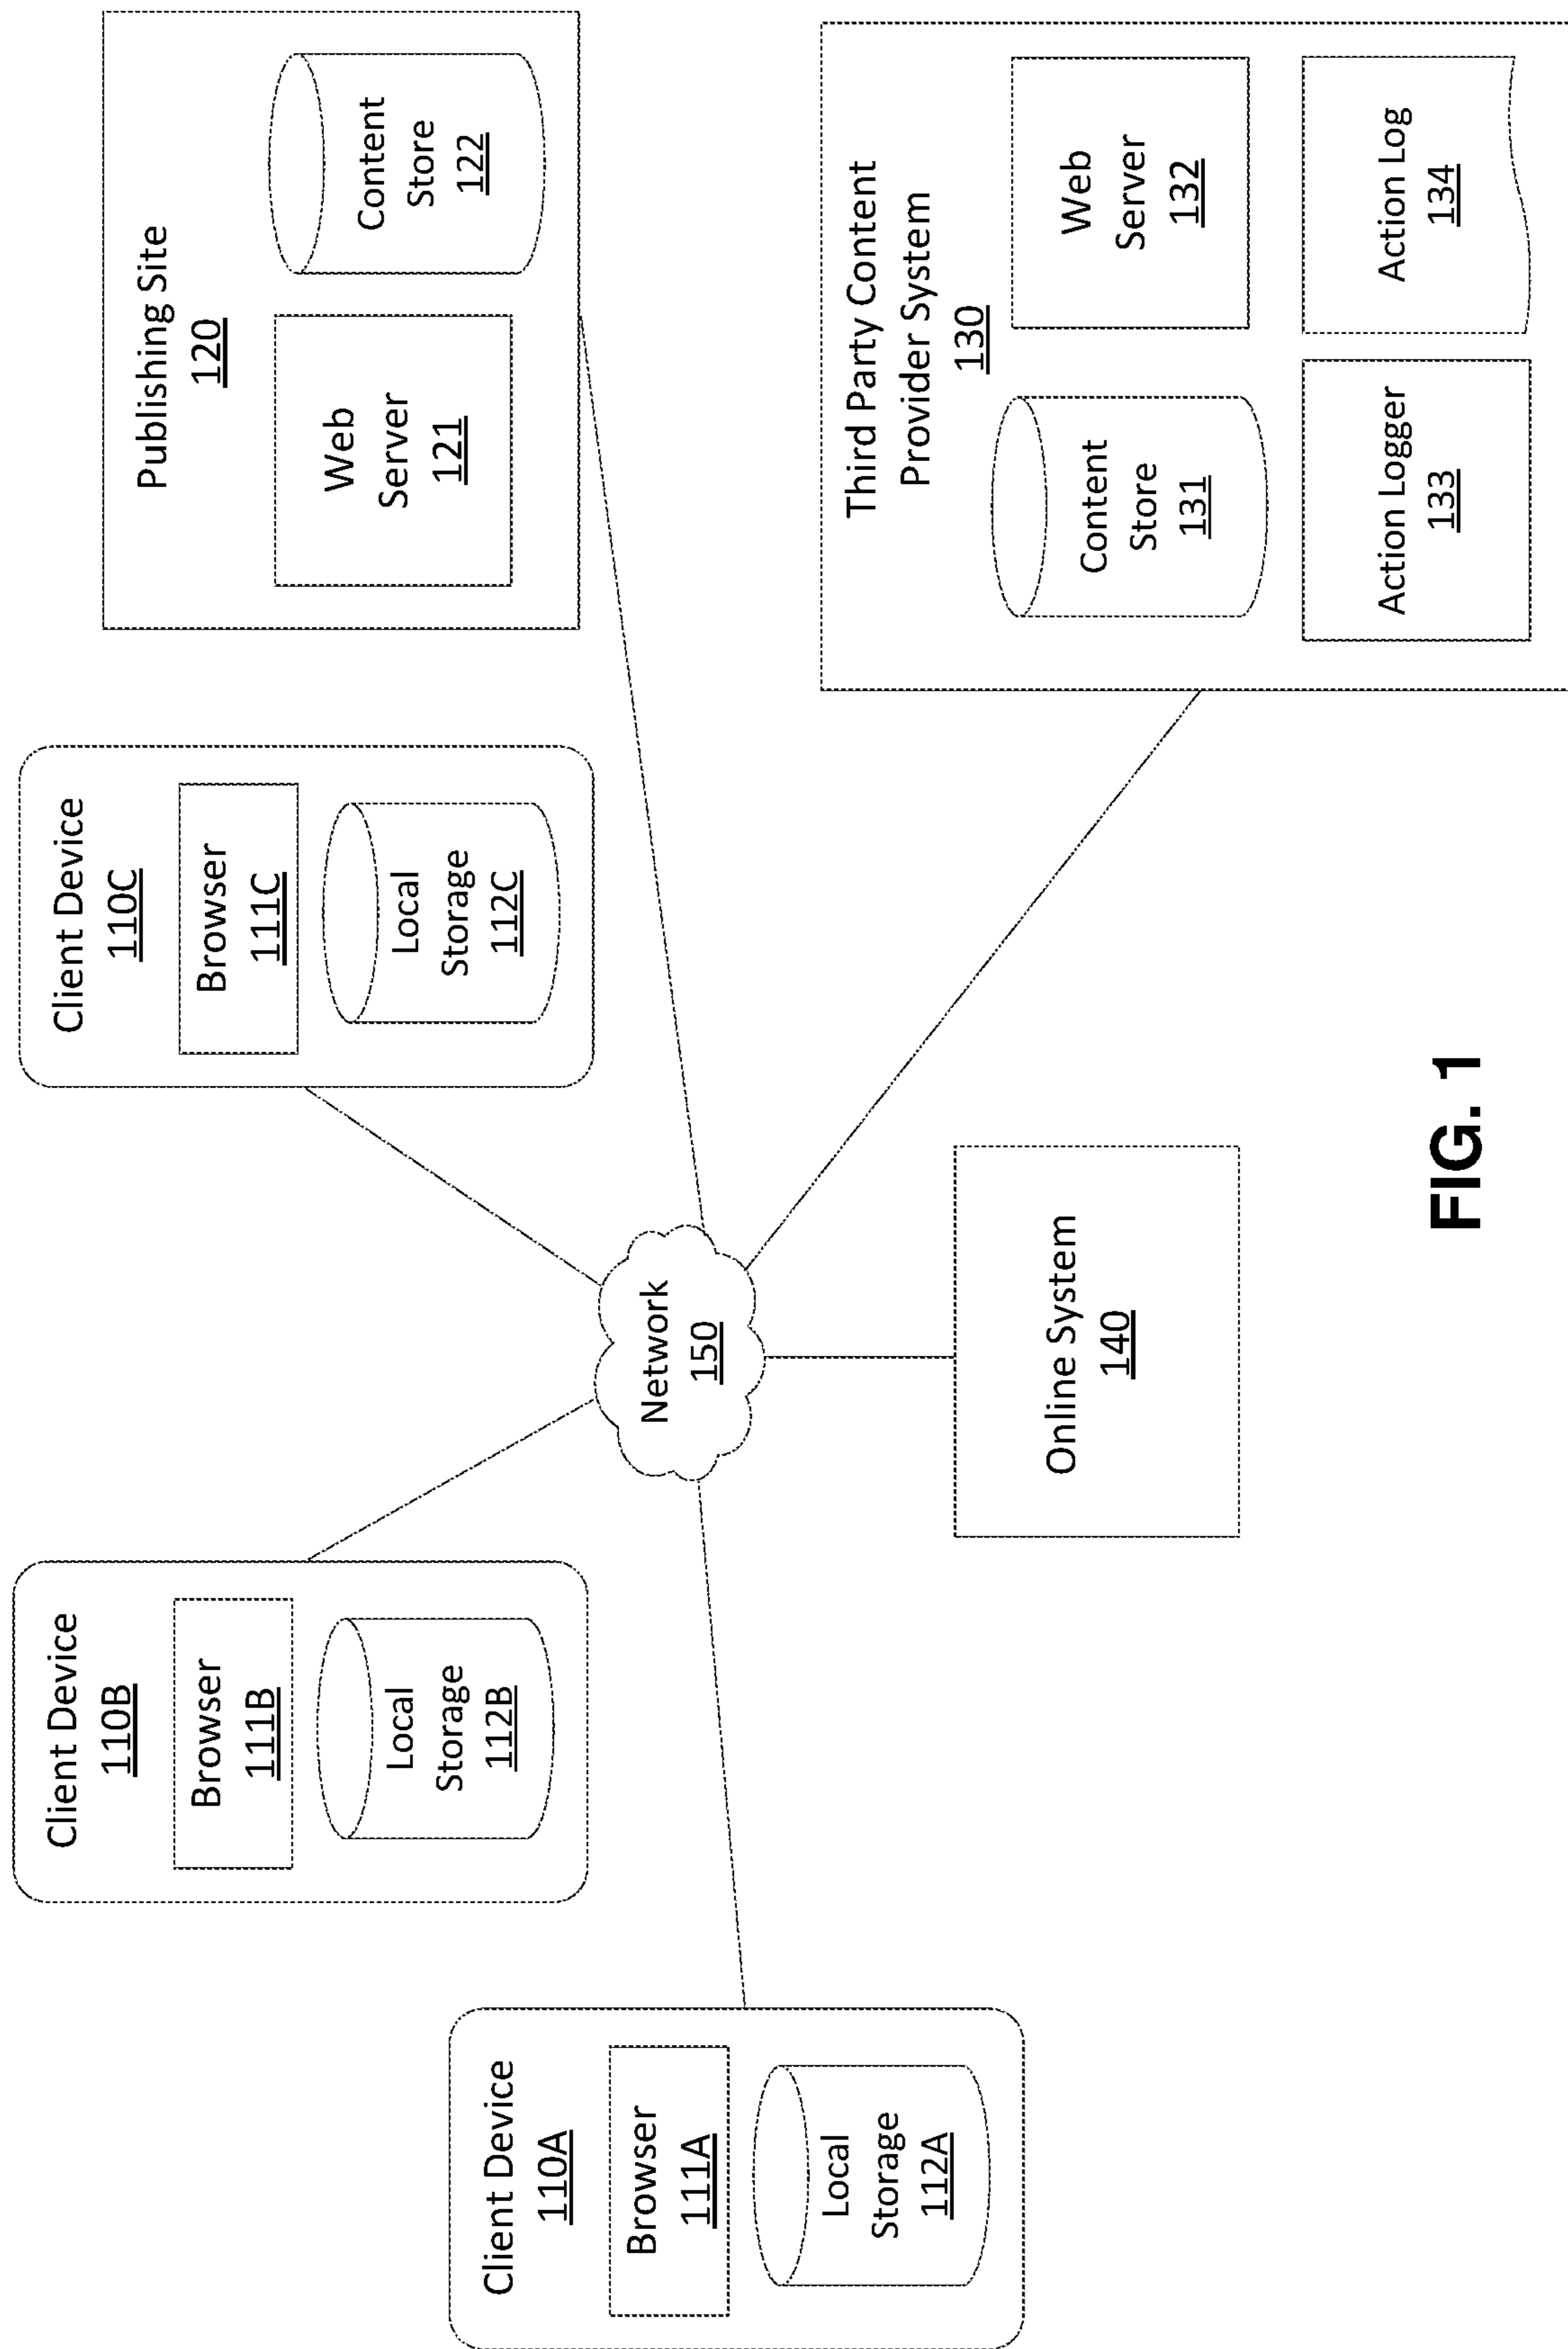 Client Device
110A
Browser
111A
Local
Storage
112A
Client Device
110B
Browser
111B
Local
Storage
112B
Client Device
110C
Browser
111C
Local
Storage
112C
Publishing Site
120
Web
Server
121
Content
Store
122
Network
150
Online System
140
Third Party Content
Provider System
130
Content
Store
131
Web
Server
132
Action Logger
133
Action Log
134
FIG. 1